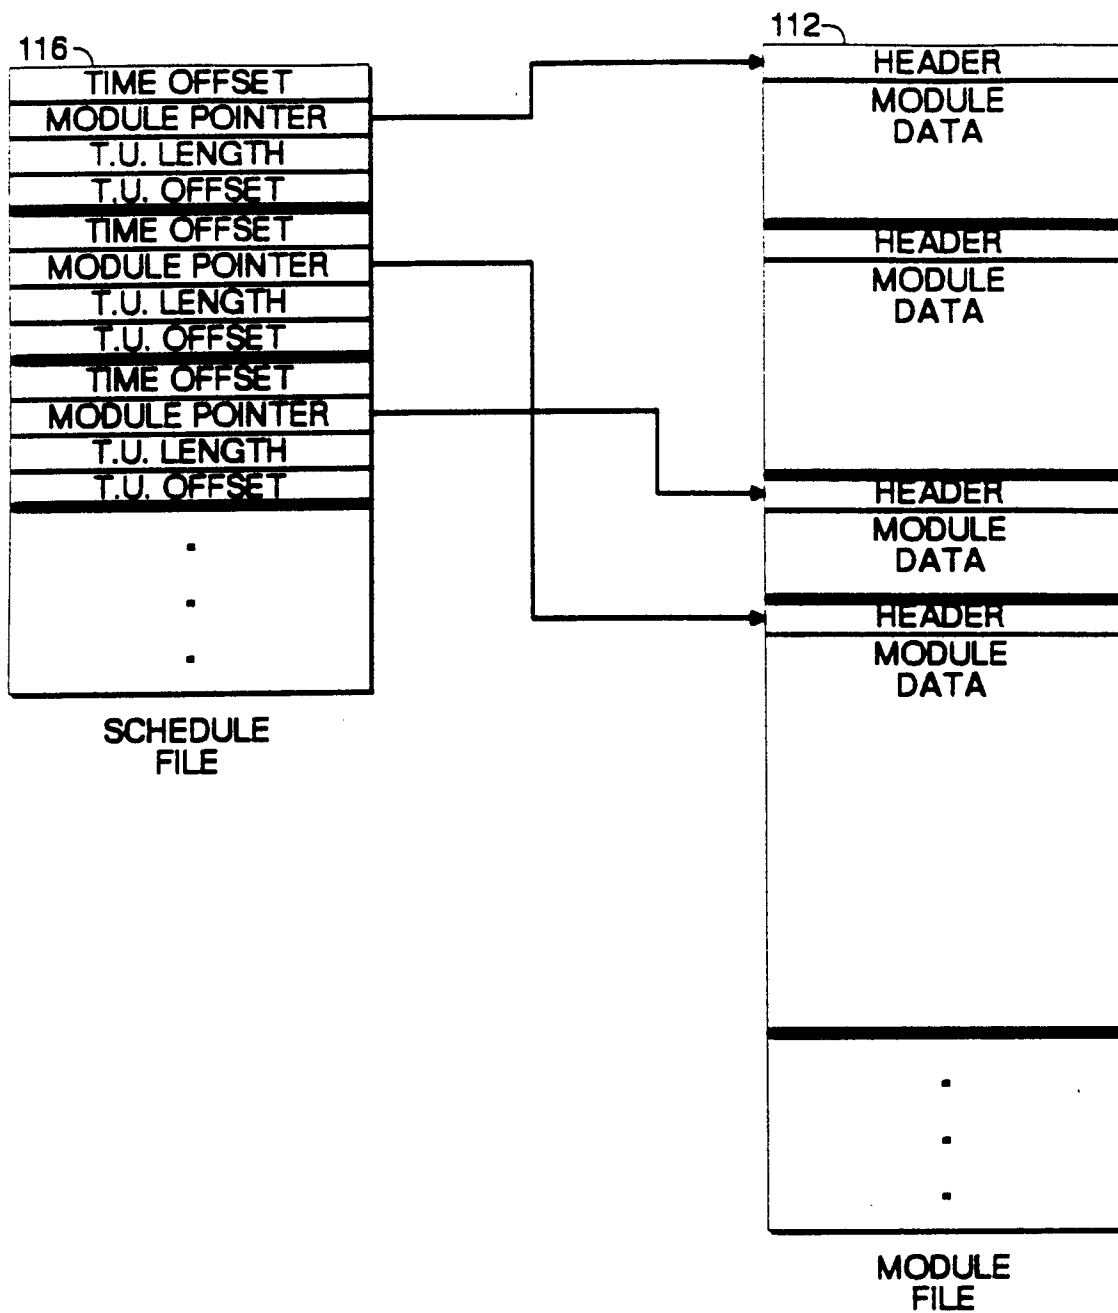 116
TIME OFFSET
MODULE POINTER
T.U. LENGTH
T.U. OFFSET
TIME OFFSET
MODULE POINTER
T.U. LENGTH
T.U. OFFSET
TIME OFFSET
MODULE POINTER
T.U. LENGTH
T.U. OFFSET
SCHEDULE
FILE
112
HEADER
MODULE
DATA
HEADER
MODULE
DATA
HEADER
MODULE
DATA
HEADER
MODULE
DATA
MODULE
FILE